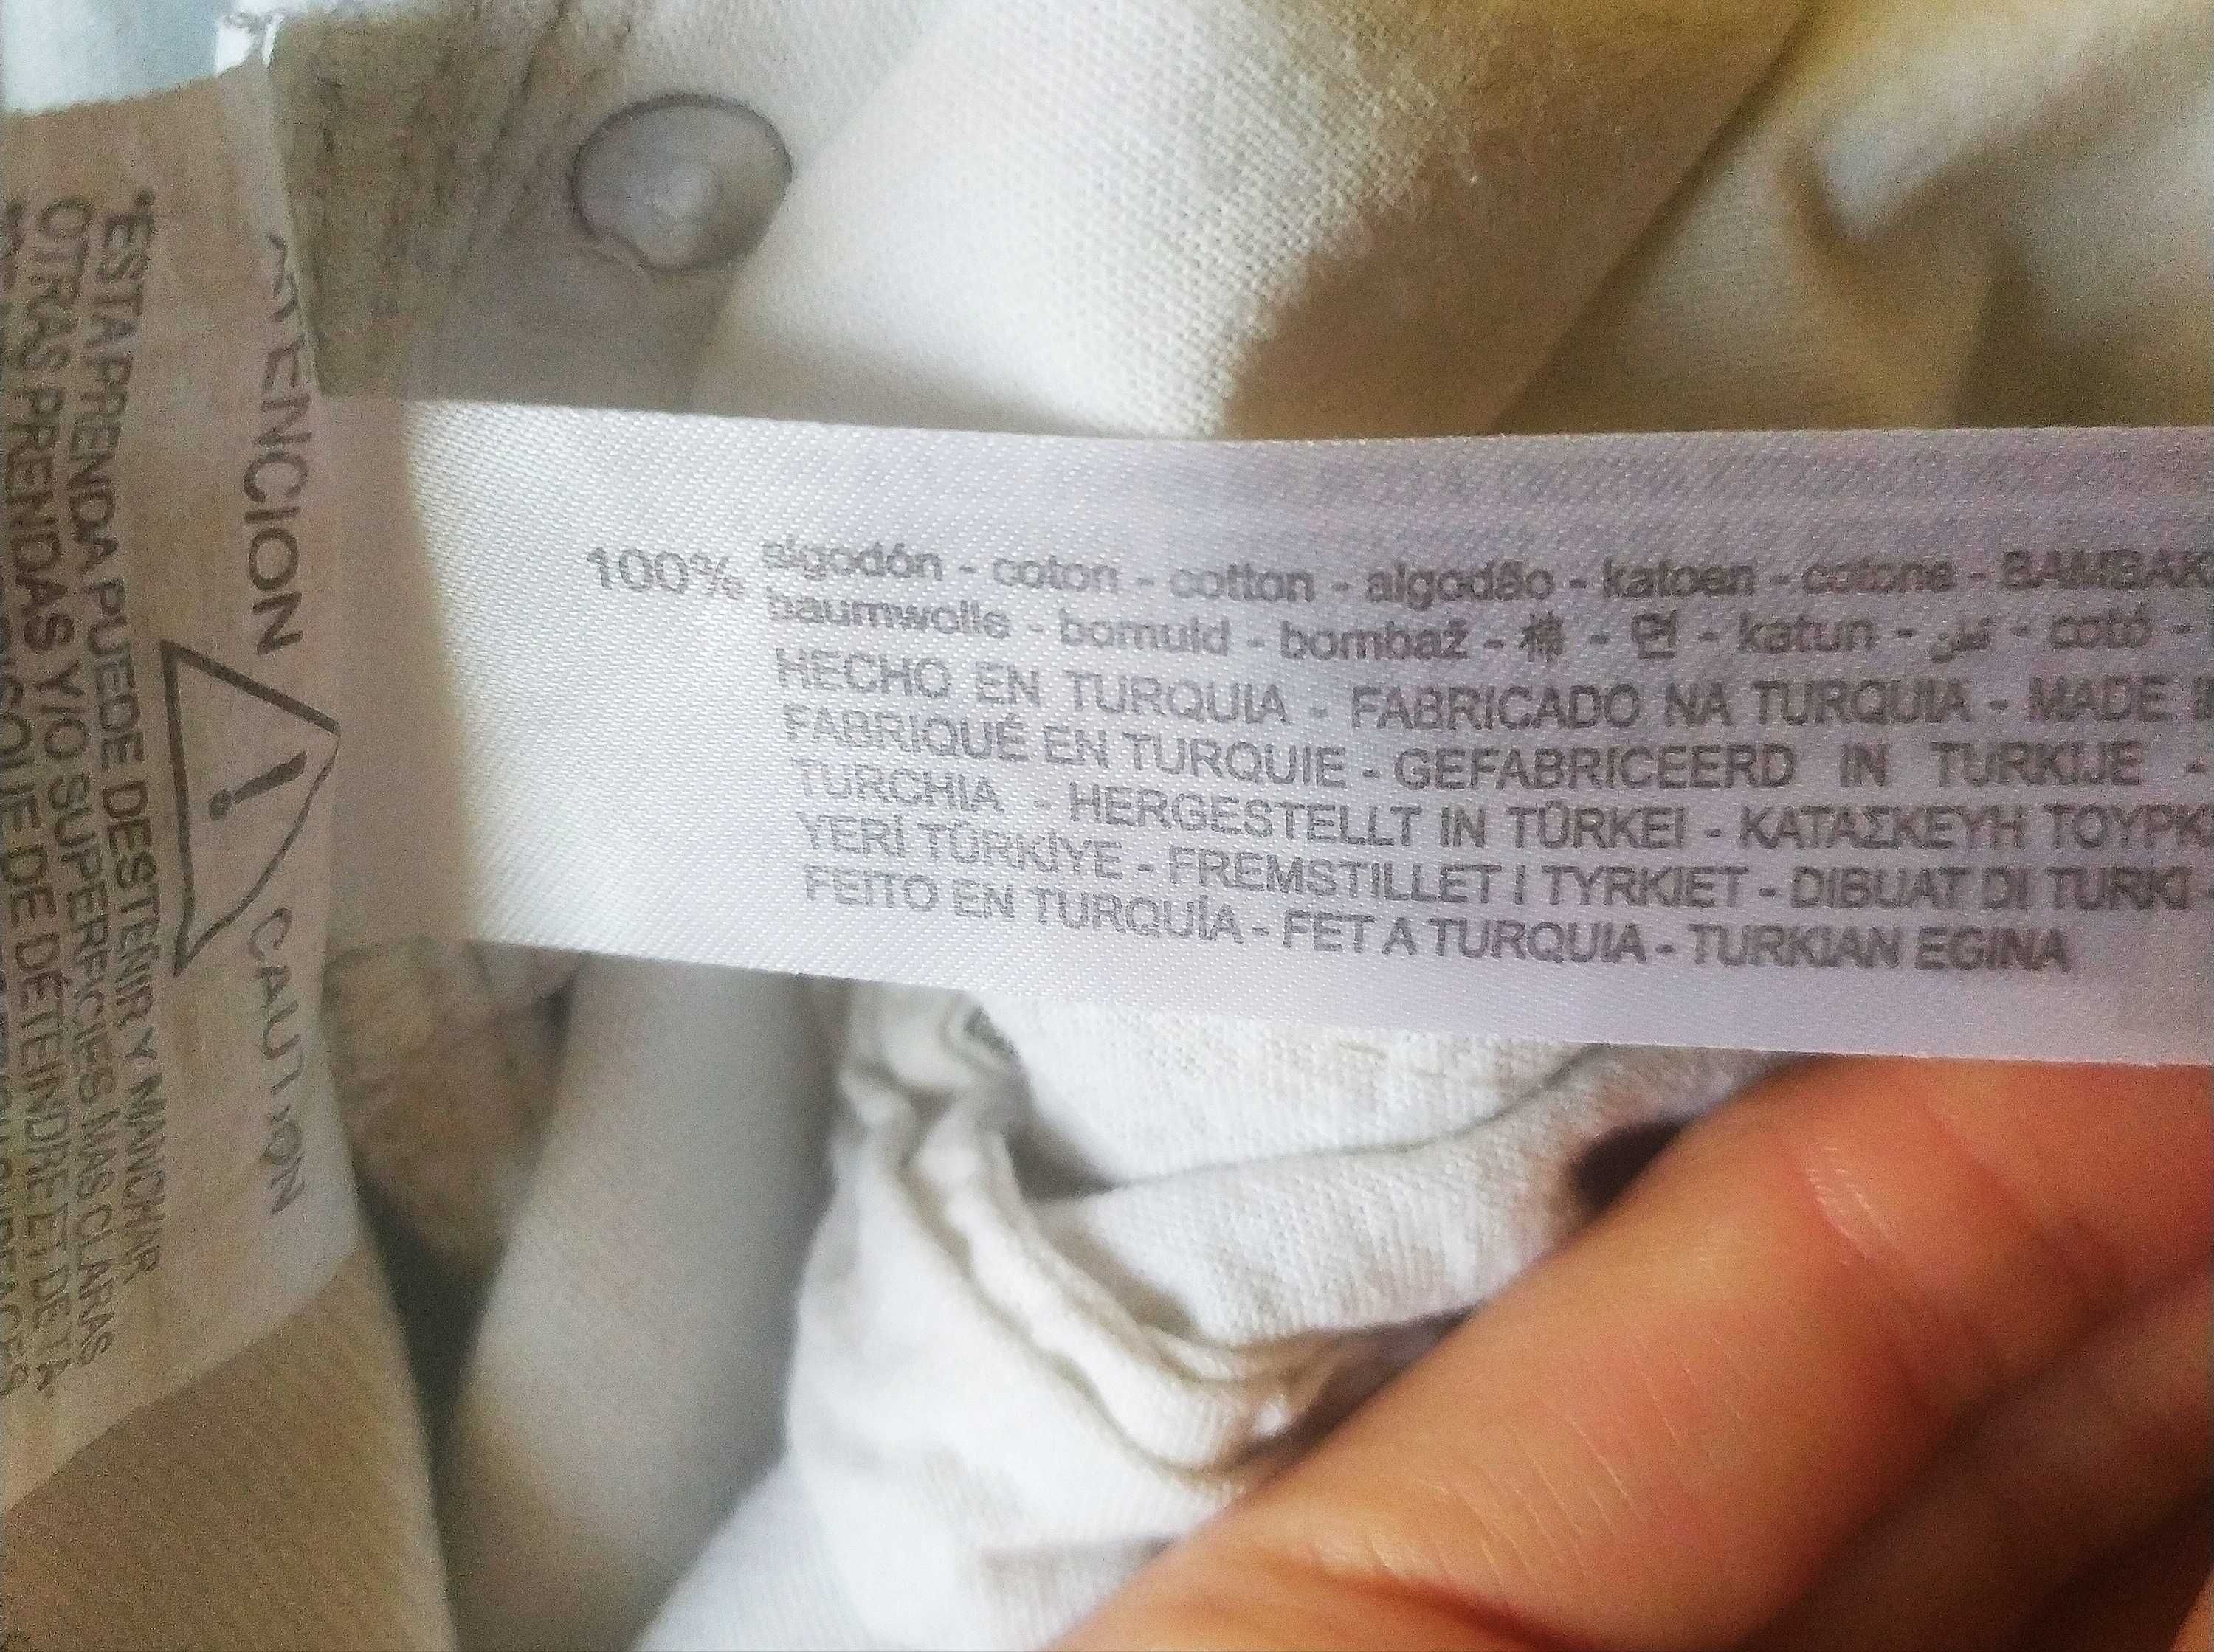 100% algodón - coton - cotton - algodão - katoen - cotone - BAMBAK
baumwolle - bomuld - bombaž - 棉 - 면 - katun - قطن - cotó -
HECHO EN TURQUIA - FABRICADO NA TURQUIA - MADE
FABRIQUÉ EN TURQUIE - GEFABRICEERD IN TURKIJE -
TURCHIA - HERGESTELLT IN TÜRKEI - ΚΑΤΑΣΚΕΥΗ ΤΟΥΡΚ
YERİ TÜRKİYE - FREMSTILLET I TYRKIET - DIBUAT DI TURKI -
FEITO EN TURQUÍA - FET A TURQUIA - TURKIAN EGINA
ATENCION CAUTION
"ESTA PRENDA PUEDE DESTEÑIR Y MANCHAR
OTRAS PRENDAS Y/O SUPERFICIES MAS CLARAS